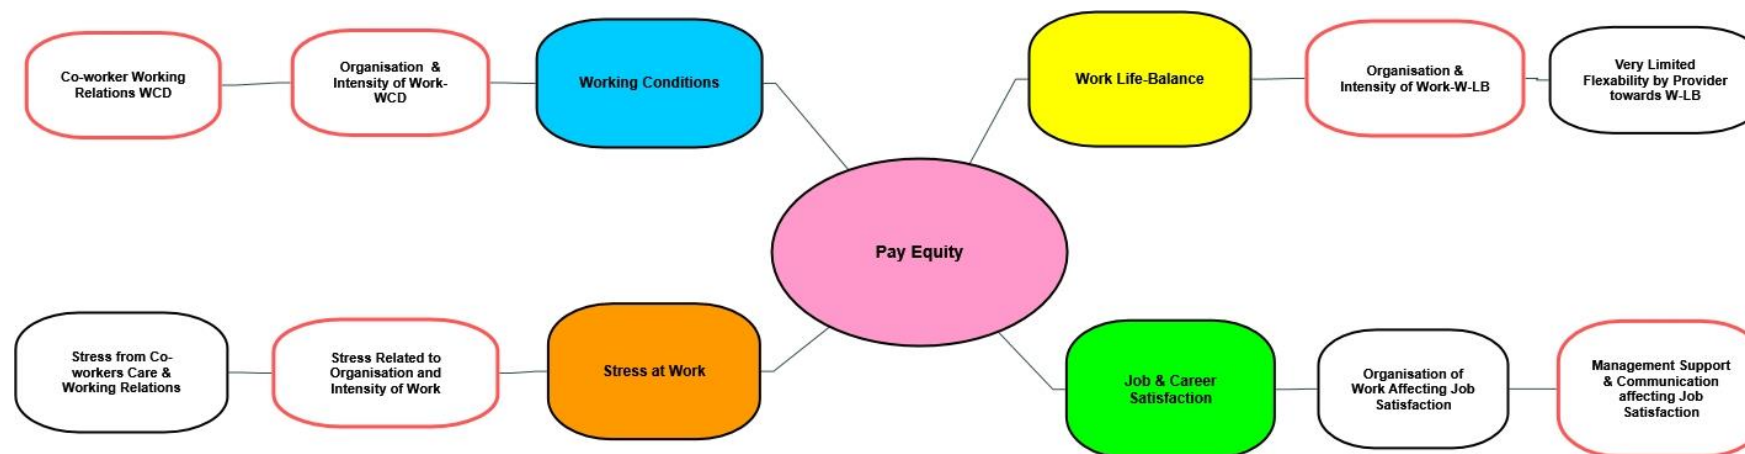 Co-worker Working
Relations WCD
Organisation &
Intensity of Work-
WCD
Working Conditions
Work Life-Balance
Organisation &
Intensity of Work-W-LB
Very Limited
Flexability by Provider
towards W-LB
Pay Equity
Stress from Co-
workers Care &
Working Relations
Stress Related to
Organisation and
Intensity of Work
Stress at Work
Job & Career
Satisfaction
Organisation of
Work Affecting Job
Satisfaction
Management Support
& Communication
affecting Job
Satisfaction